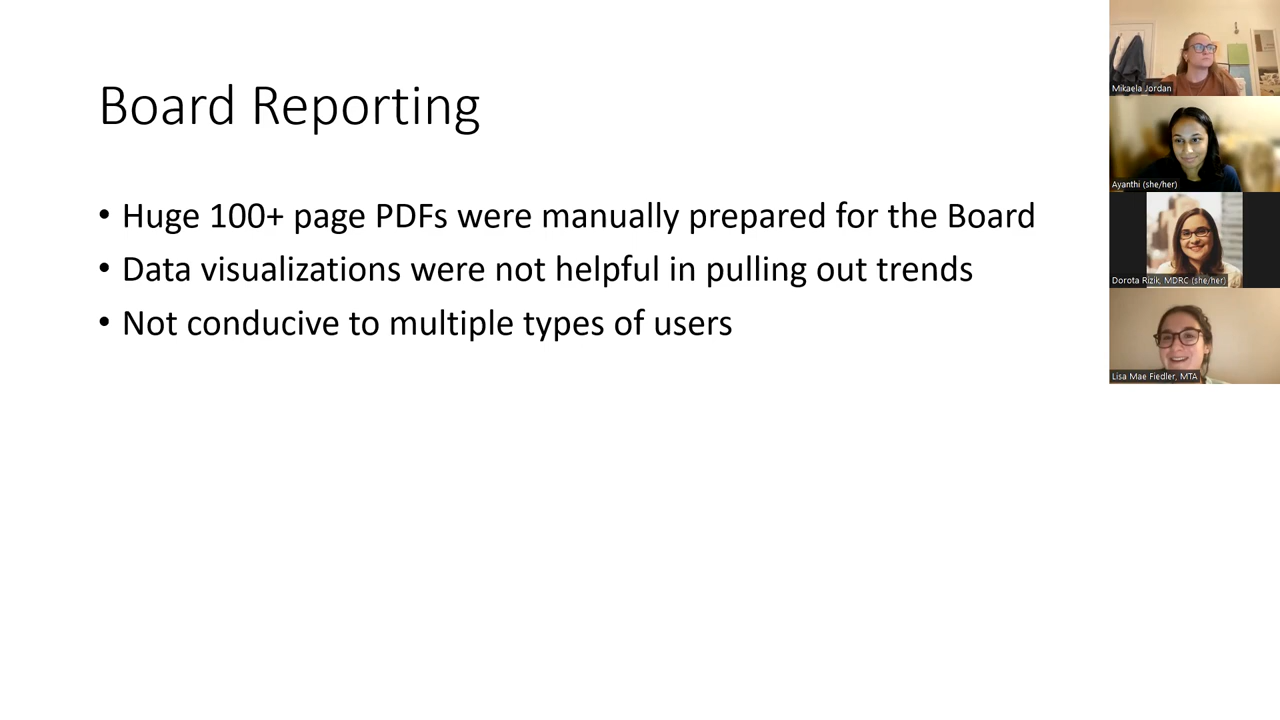 Board Reporting
• Huge 100+ page PDFs were manually prepared for the Board
• Data visualizations were not helpful in pulling out trends
• Not conducive to multiple types of users
Mikaela Jordan
Ayanthi (she/her)
Dorota Rizik, MDRC (she/her)
Lisa Mae Fiedler, MTA